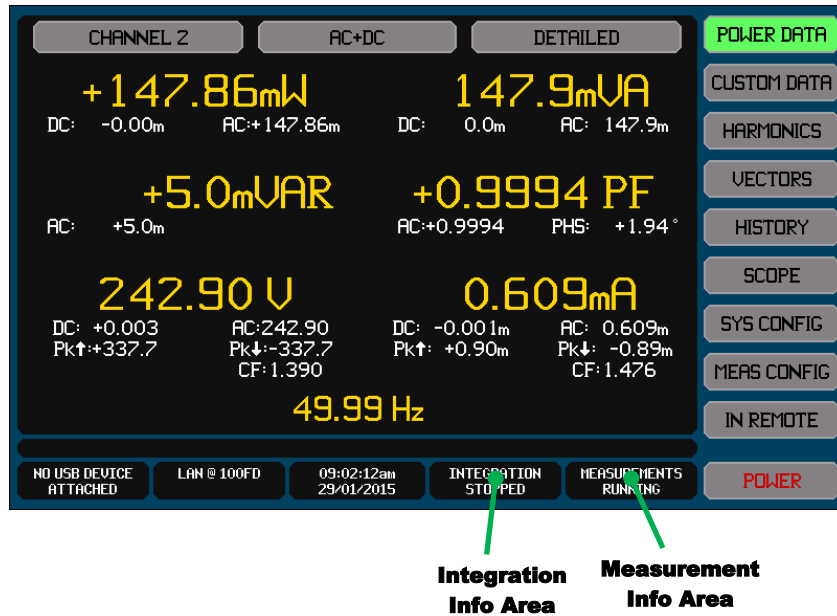 CHANNEL 2 AC+DC DETAILED POWER DATA
+147.86mW 147.9mVA CUSTOM DATA
DC: -0.00m AC:+147.86m DC: 0.0m AC: 147.9m HARMONICS
VECTORS
+5.0mVAR +0.9994 PF
AC: +5.0m AC:+0.9994 PHS: +1.94° HISTORY
SCOPE
242.90 V 0.609mA
DC: +0.003 AC:242.90 DC: -0.001m AC: 0.609m SYS CONFIG
Pk↑:+337.7 Pk↓:-337.7 Pk↑: +0.90m Pk↓: -0.89m
CF:1.390 CF:1.476 MEAS CONFIG
49.99 Hz IN REMOTE
NO USB DEVICE LAN @ 100FD 09:02:12am INTEGRATION MEASUREMENTS POWER
ATTACHED 29/01/2015 STOPPED RUNNING
Integration Measurement
Info Area Info Area